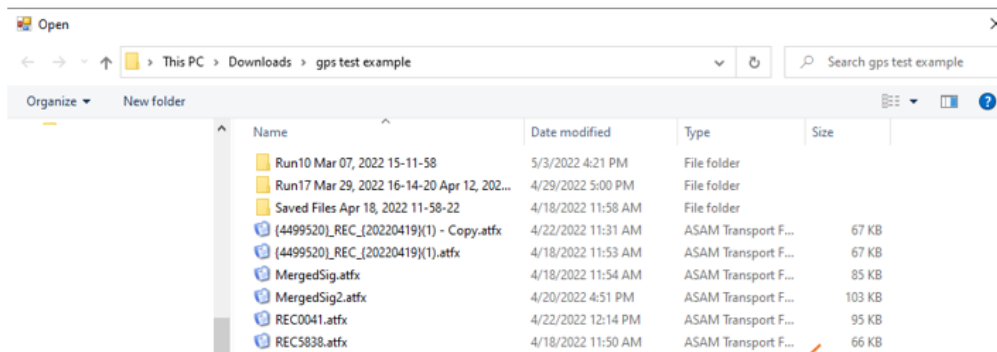 Open
This PC > Downloads > gps test example
Search gps test example
Organize
New folder
?
Name Date modified Type Size
Run10 Mar 07, 2022 15-11-58 5/3/2022 4:21 PM File folder
Run17 Mar 29, 2022 16-14-20 Apr 12, 202... 4/29/2022 5:00 PM File folder
Saved Files Apr 18, 2022 11-58-22 4/18/2022 11:58 AM File folder
{4499520}_REC_{20220419}(1) - Copy.atfx 4/22/2022 11:31 AM ASAM Transport F... 67 KB
{4499520}_REC_{20220419}(1).atfx 4/18/2022 11:53 AM ASAM Transport F... 67 KB
MergedSig.atfx 4/18/2022 11:54 AM ASAM Transport F... 85 KB
MergedSig2.atfx 4/20/2022 4:51 PM ASAM Transport F... 103 KB
REC0041.atfx 4/22/2022 12:14 PM ASAM Transport F... 95 KB
REC5838.atfx 4/18/2022 11:50 AM ASAM Transport F... 66 KB